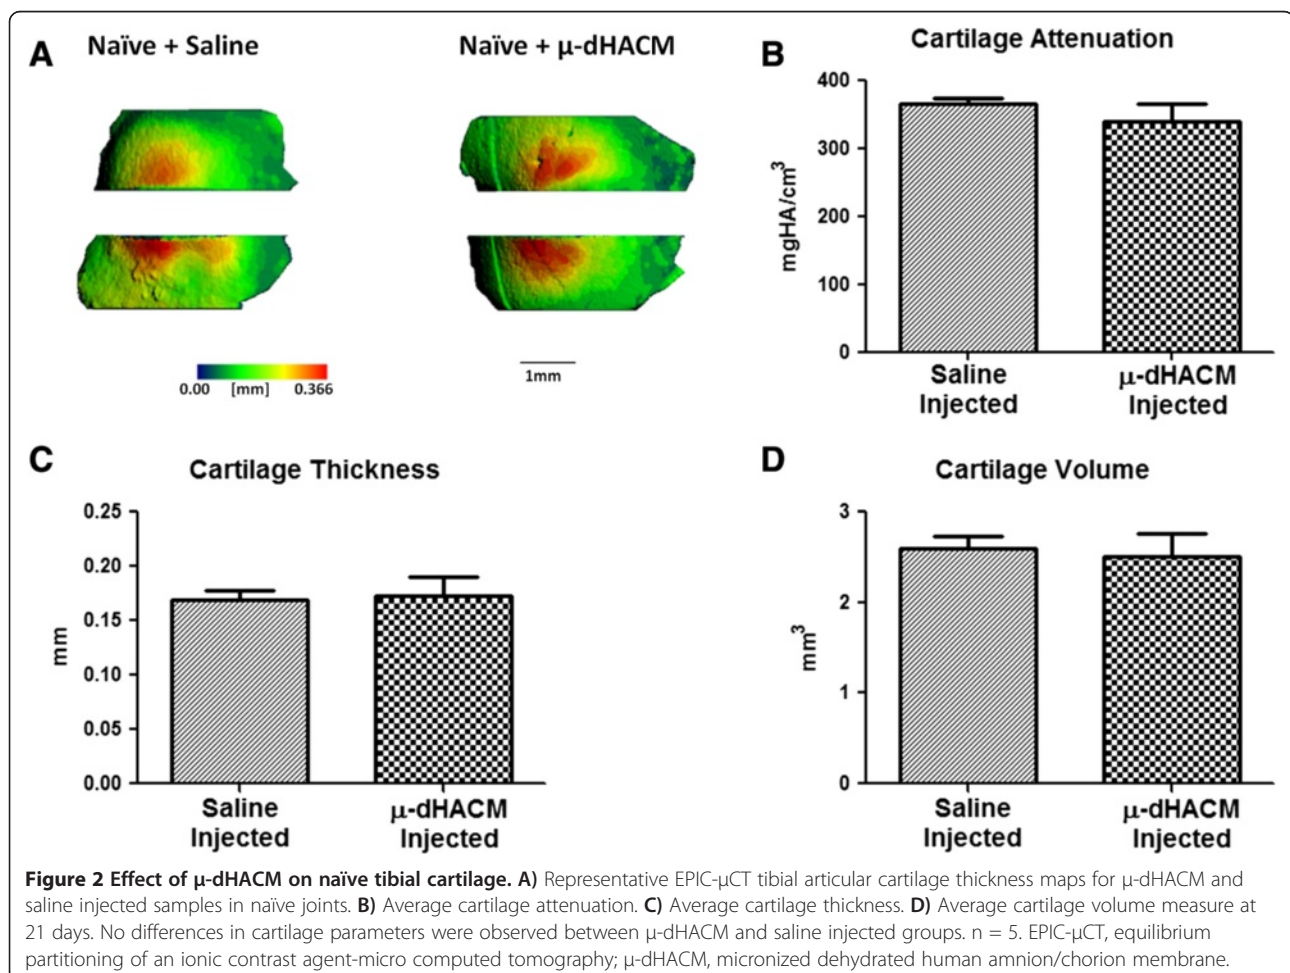 A
Naïve + Saline
Naïve + μ-dHACM
0.00 [mm] 0.366
1mm
B
Cartilage Attenuation
mgHA/cm³
400
300
200
100
0
Saline
Injected
μ-dHACM
Injected
C
Cartilage Thickness
mm
0.25
0.20
0.15
0.10
0.05
0.00
Saline
Injected
μ-dHACM
Injected
D
Cartilage Volume
mm³
3
2
1
0
Saline
Injected
μ-dHACM
Injected
Figure 2 Effect of μ-dHACM on naïve tibial cartilage. A) Representative EPIC-μCT tibial articular cartilage thickness maps for μ-dHACM and
saline injected samples in naïve joints. B) Average cartilage attenuation. C) Average cartilage thickness. D) Average cartilage volume measure at
21 days. No differences in cartilage parameters were observed between μ-dHACM and saline injected groups. n = 5. EPIC-μCT, equilibrium
partitioning of an ionic contrast agent-micro computed tomography; μ-dHACM, micronized dehydrated human amnion/chorion membrane.